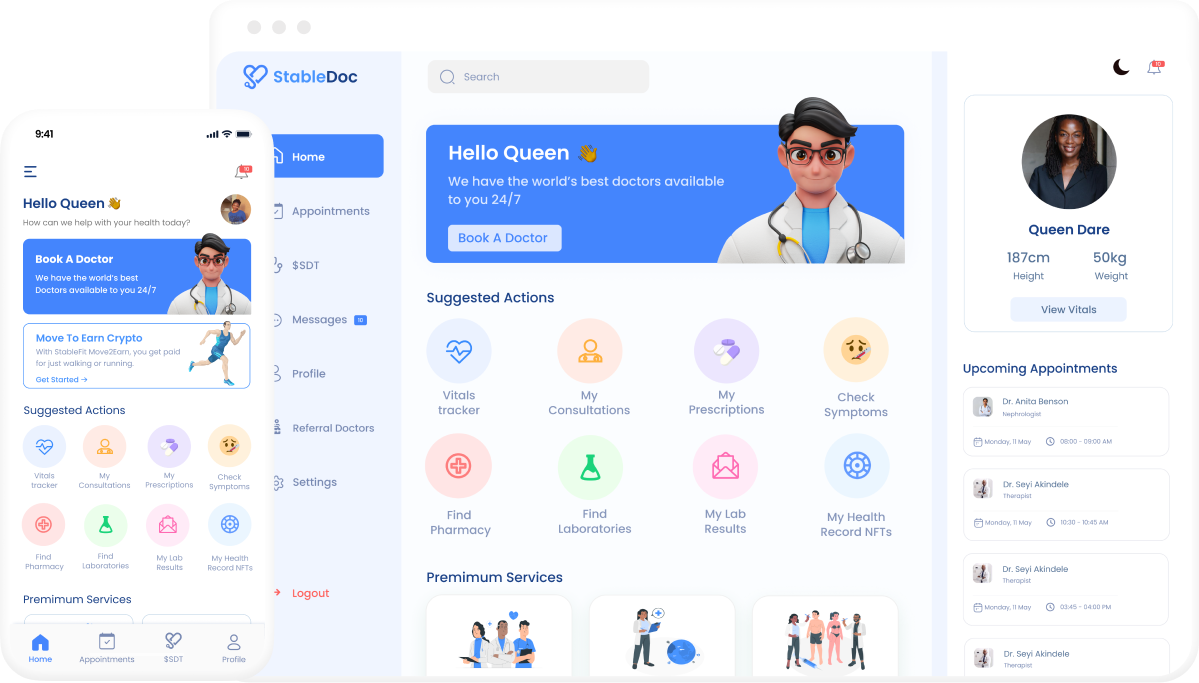 9:41
10
Hello Queen 👋
How can we help with your health today?
Book A Doctor
We have the world's best
Doctors available to you 24/7
Move To Earn Crypto
With StableFit Move2Earn, you get paid
for just walking or running.
Get Started →
Suggested Actions
Vitals
tracker
My
Consultations
My
Prescriptions
Check
Symptoms
Find
Pharmacy
Find
Laboratories
My Lab
Results
My Health
Record NFTs
Premimum Services
Home
Appointments
$SDT
Profile
StableDoc
Home
Appointments
$SDT
Messages 10
Profile
Referral Doctors
Settings
Logout
Search
Hello Queen 👋
We have the world's best doctors available
to you 24/7
Book A Doctor
Suggested Actions
Vitals
tracker
My
Consultations
My
Prescriptions
Check
Symptoms
Find
Pharmacy
Find
Laboratories
My Lab
Results
My Health
Record NFTs
Premimum Services
10
Queen Dare
187cm
Height
50kg
Weight
View Vitals
Upcoming Appointments
Dr. Anita Benson
Nephrologist
Monday, 11 May 08:00 - 09:00 AM
Dr. Seyi Akindele
Therapist
Monday, 11 May 10:30 - 10:45 AM
Dr. Seyi Akindele
Therapist
Monday, 11 May 03:45 - 04.00 PM
Dr. Seyi Akindele
Therapist